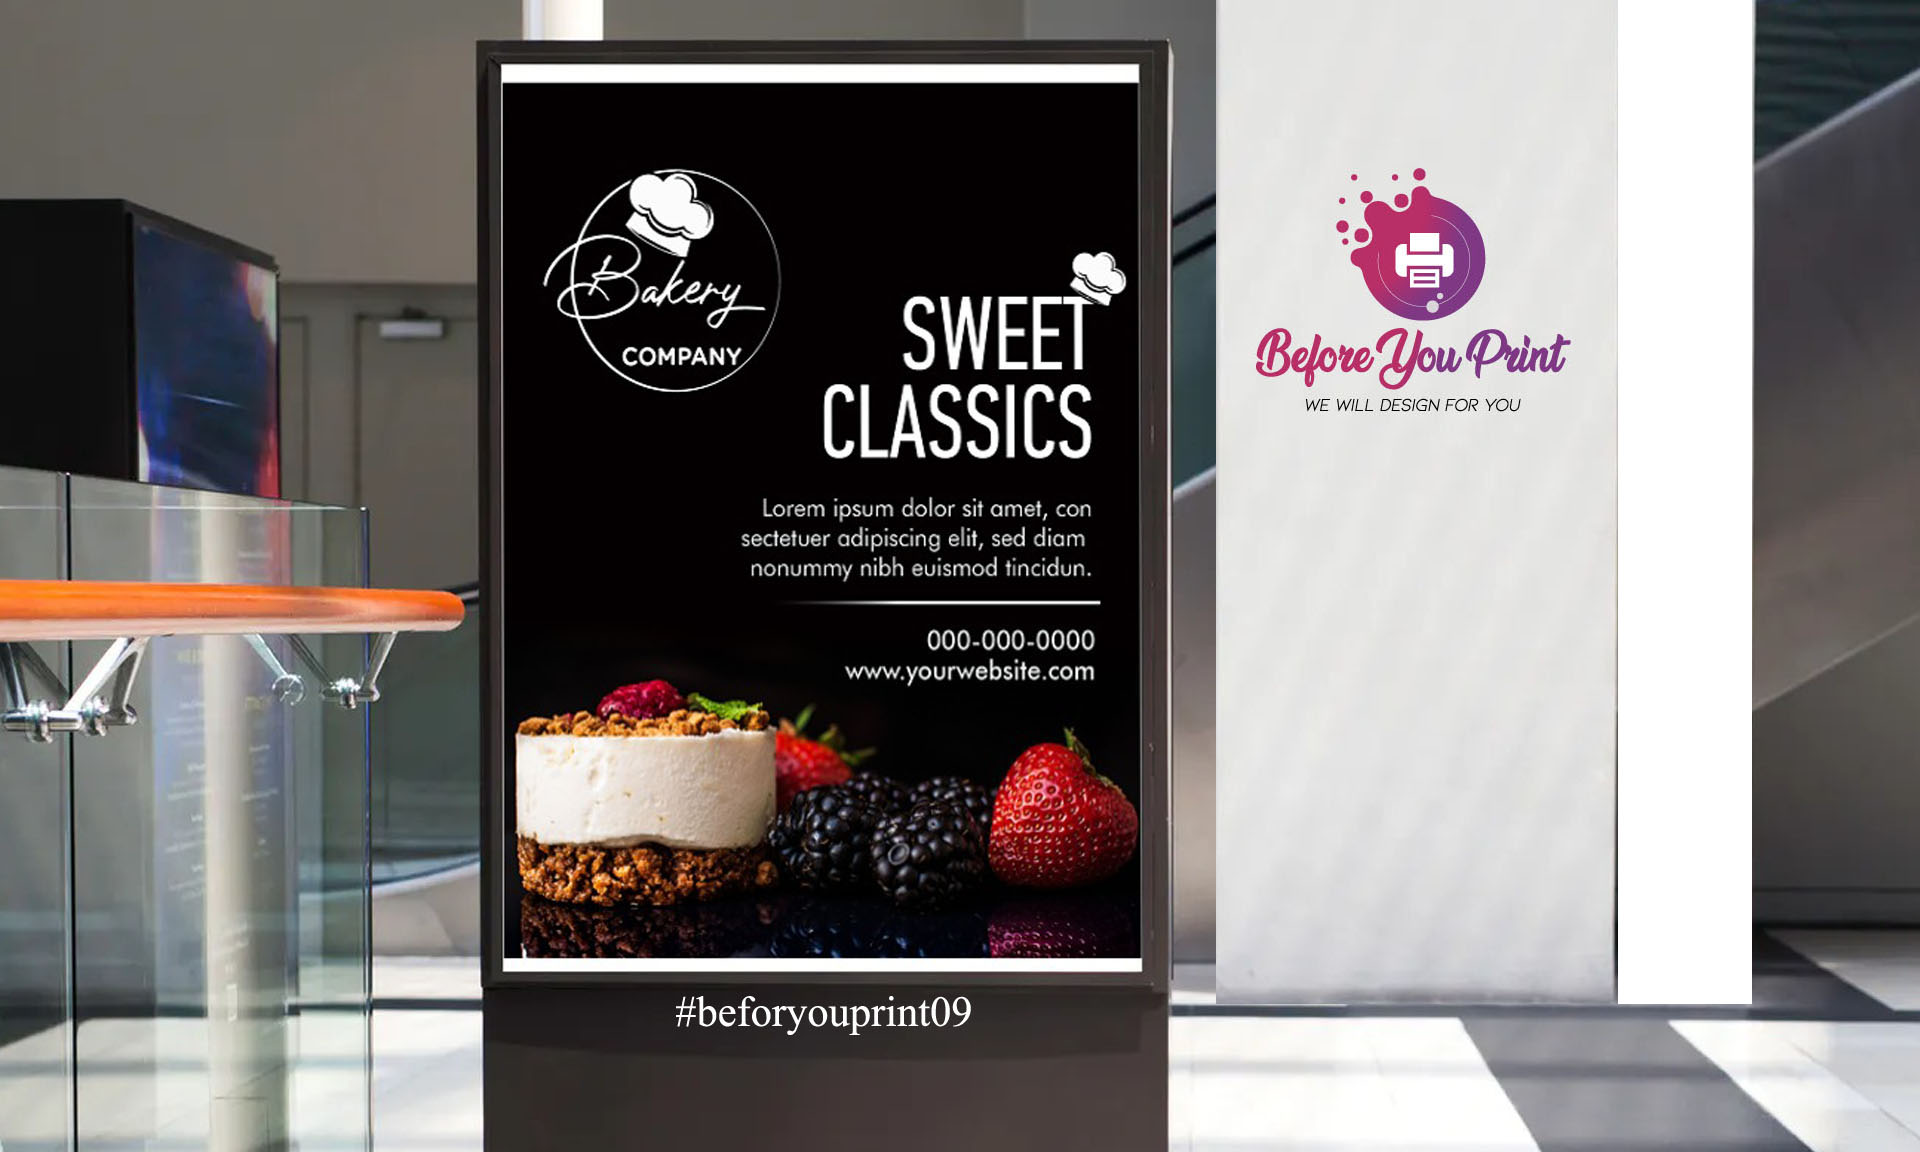 Bakery
COMPANY
SWEET
CLASSICS
Lorem ipsum dolor sit amet, con
sectetuer adipiscing elit, sed diam
nonummy nibh euismod tincidun.
000-000-0000
www.yourwebsite.com
#beforyouprint09
Before You Print
WE WILL DESIGN FOR YOU